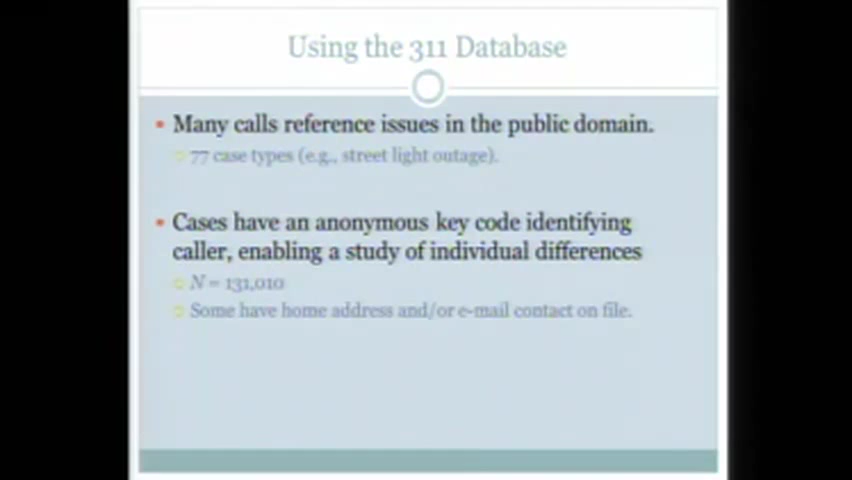 Using the 311 Database
Many calls reference issues in the public domain.
77 case types (e.g., street light outage).
Cases have an anonymous key code identifying
caller, enabling a study of individual differences
N = 131,010
Some have home address and/or e-mail contact on file.